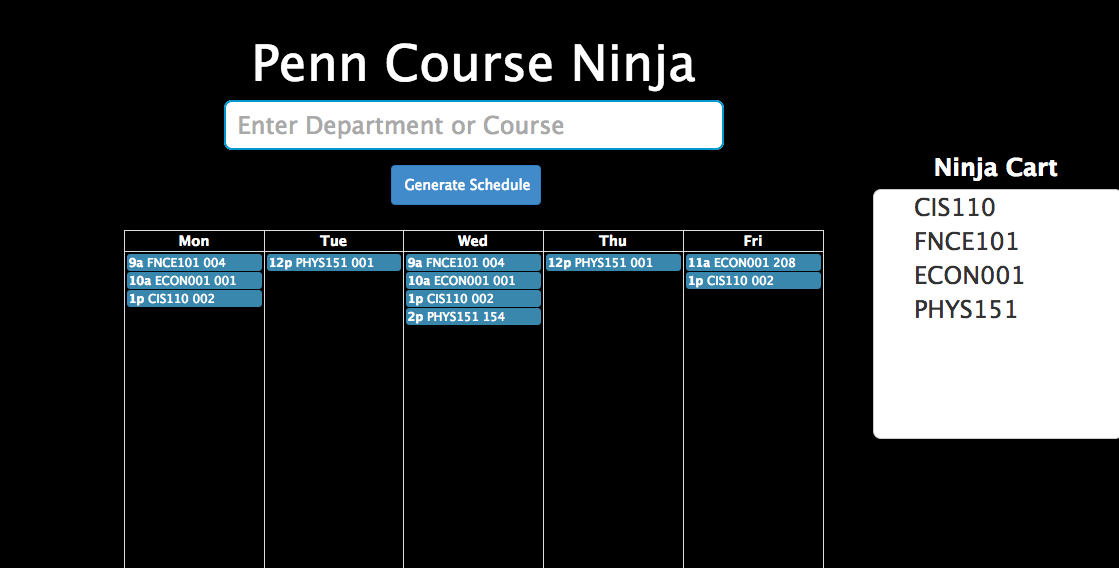 Penn Course Ninja
Enter Department or Course
Generate Schedule
Ninja Cart
CIS110
FNCE101
ECON001
PHYS151
Mon Tue Wed Thu Fri
9a FNCE101 004 12p PHYS151 001 9a FNCE101 004 12p PHYS151 001 11a ECON001 208
10a ECON001 001 10a ECON001 001 1p CIS110 002
1p CIS110 002 1p CIS110 002
2p PHYS151 154